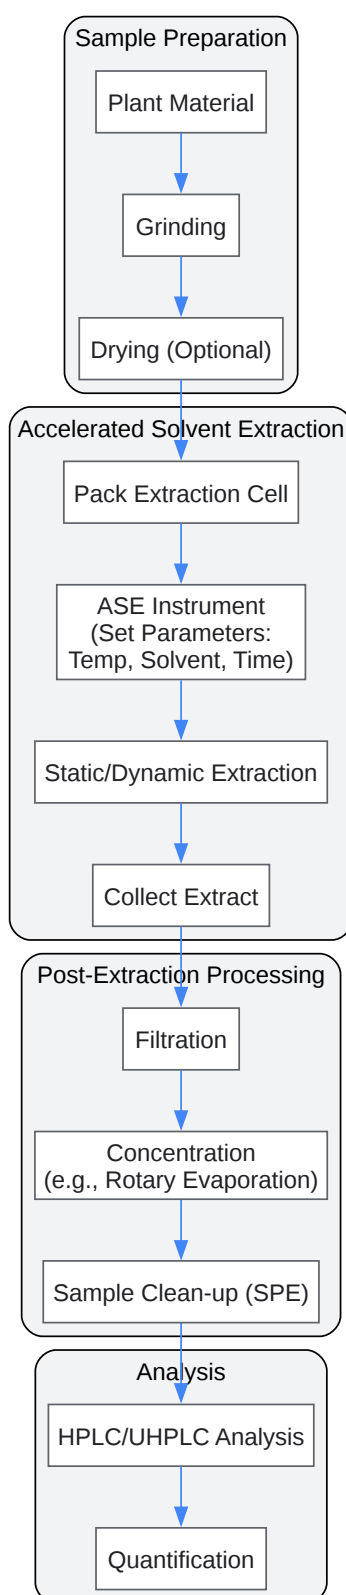 Sample Preparation
Plant Material
Grinding
Drying (Optional)
Accelerated Solvent Extraction
Pack Extraction Cell
ASE Instrument
(Set Parameters:
Temp, Solvent, Time)
Static/Dynamic Extraction
Collect Extract
Post-Extraction Processing
Filtration
Concentration
(e.g., Rotary Evaporation)
Sample Clean-up (SPE)
Analysis
HPLC/UHPLC Analysis
Quantification